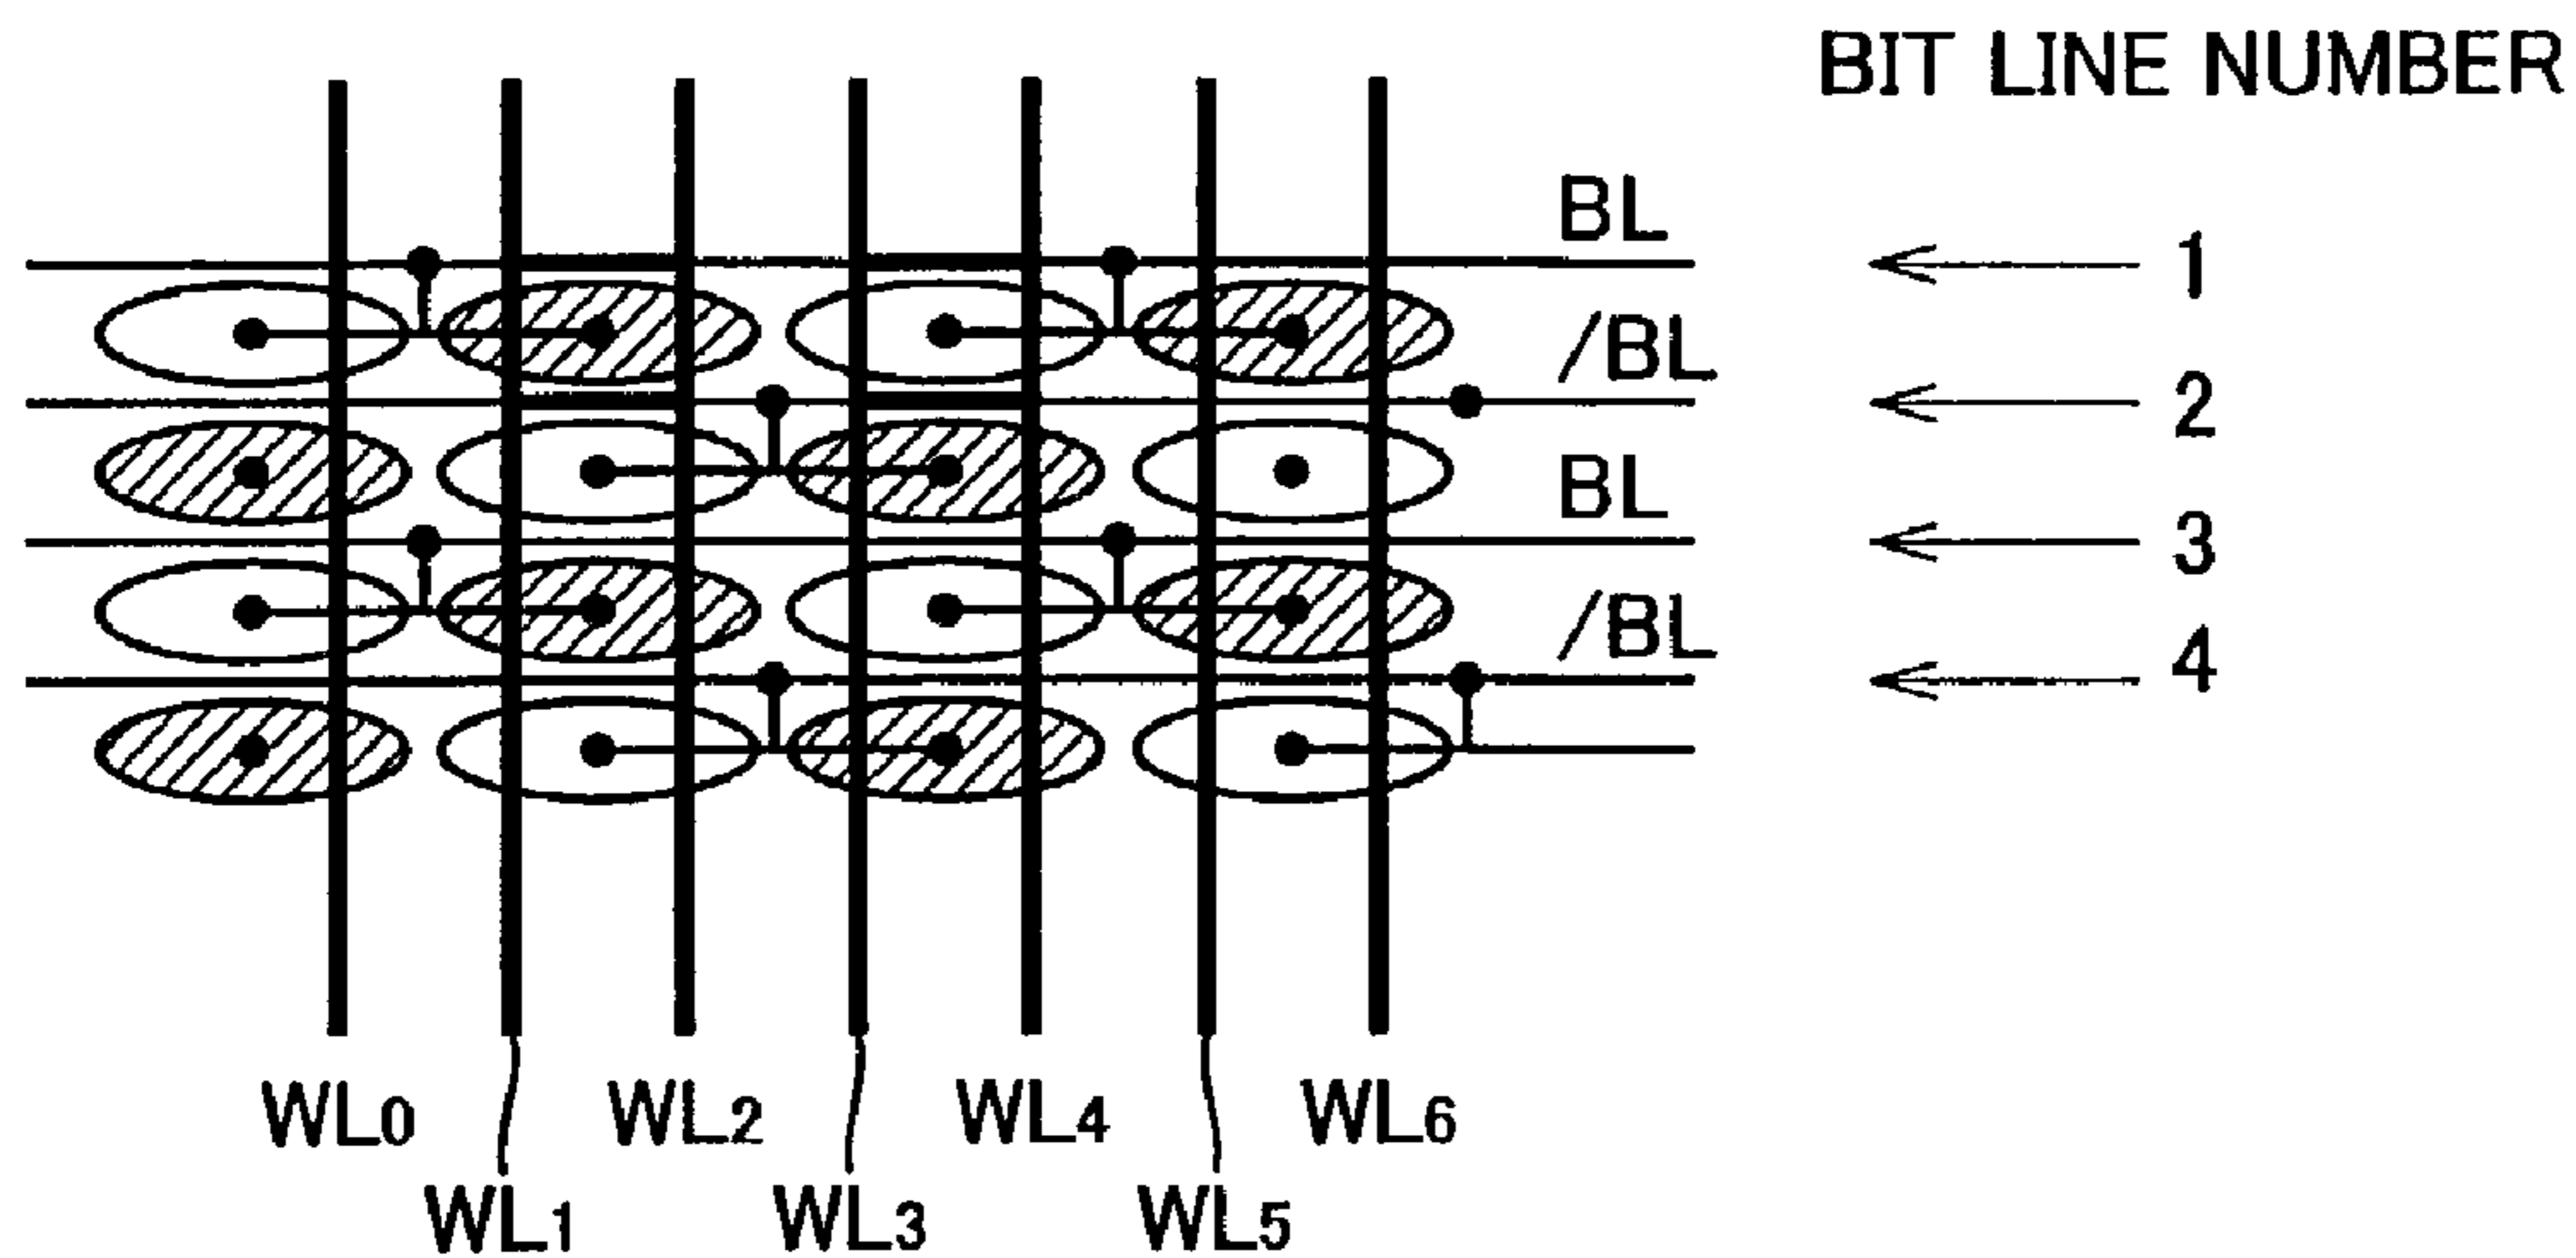 BIT LINE NUMBER
BL
1
/BL
2
BL
3
/BL
4
WL0
WL2
WL4
WL6
WL1
WL3
WL5